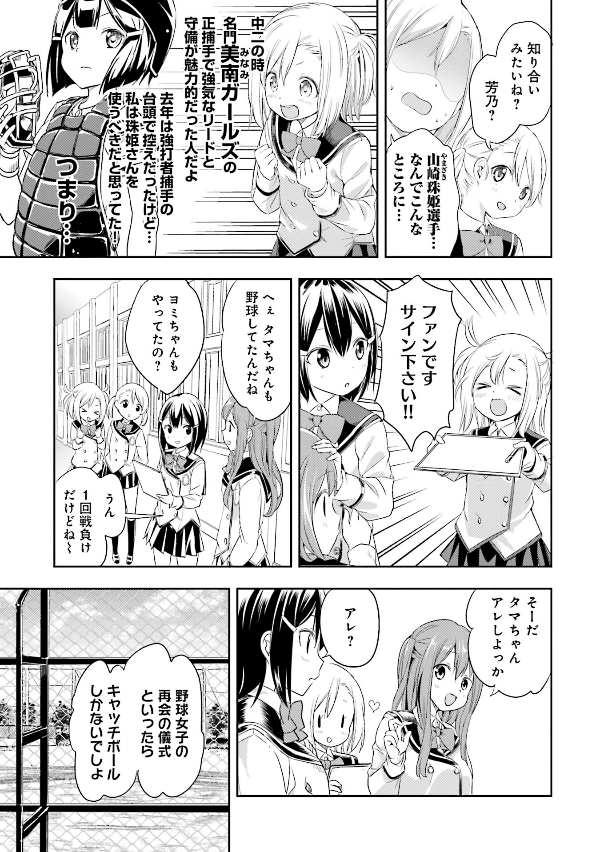 知り合い
みたいね?
芳乃?
山崎珠姫選手…
やまざき
なんでこんな
ところに…
中二の時
名門美南ガールズの
みなみ
正捕手で強気なリードと
守備が魅力的だった人だよ
去年は強打者捕手の
台頭で控えだったけど…
私は珠姫さんを
使うべきだと思ってた!!
つまり…
ファンです
サイン下さい!!
へぇ タマちゃんも
野球してたんだね
ヨミちゃんも
やってたの?
うん
1回戦負け
だけどね〜
そーだ
タマちゃん
アレしよっか
アレ?
野球女子の
再会の儀式
といったら
キャッチボール
しかないでしょ